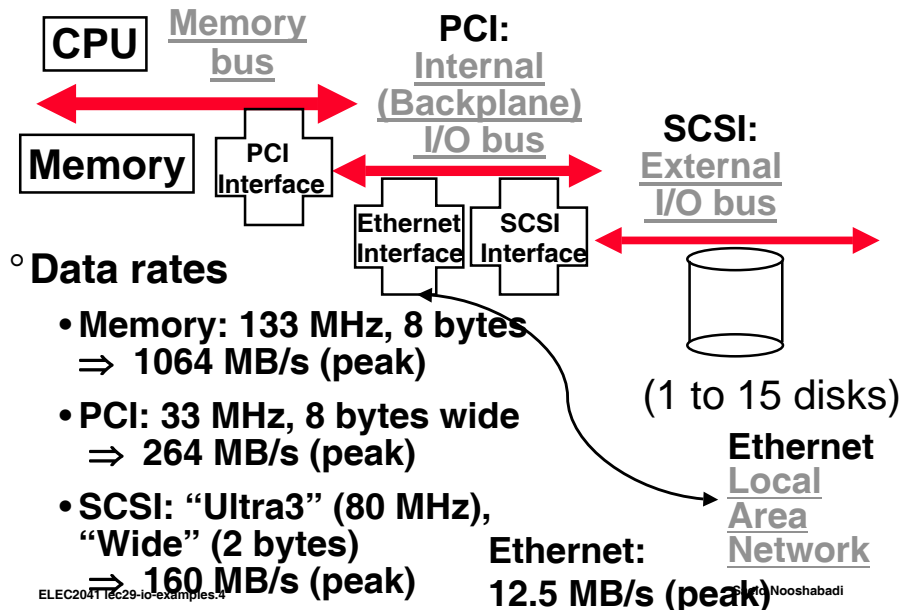 CPU
Memory
bus
PCI:
Internal
(Backplane)
I/O bus
SCSI:
External
I/O bus
Memory
PCI
Interface
Ethernet
Interface
SCSI
Interface
° Data rates
• Memory: 133 MHz, 8 bytes
⇒ 1064 MB/s (peak)
• PCI: 33 MHz, 8 bytes wide
⇒ 264 MB/s (peak)
• SCSI: “Ultra3” (80 MHz),
“Wide” (2 bytes)
⇒ 160 MB/s (peak)
(1 to 15 disks)
Ethernet
Local
Area
Network
Ethernet:
12.5 MB/s (peak)
ELEC2041 lec29-io-examples.4
Nooshabadi